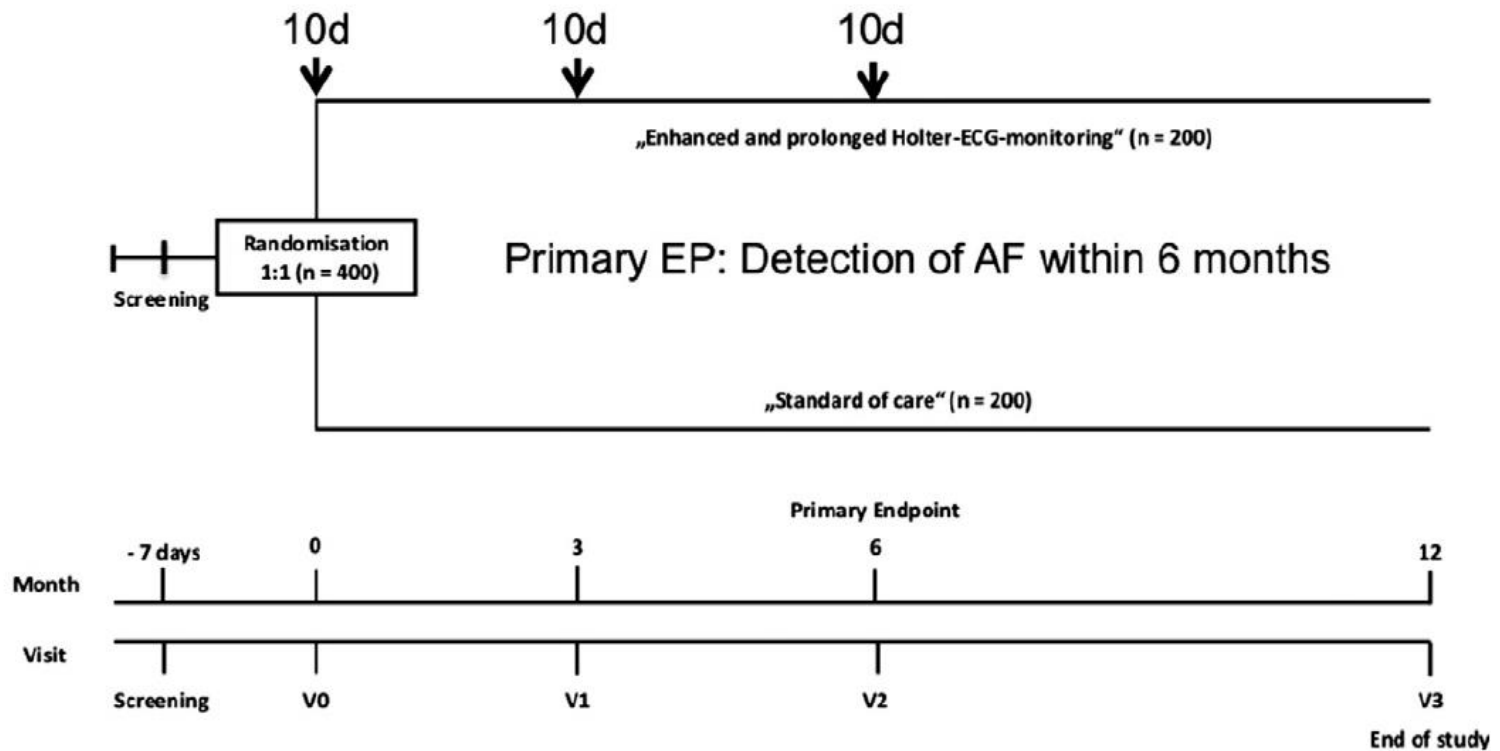 10d 10d 10d
„Enhanced and prolonged Holter-ECG-monitoring“ (n = 200)
Randomisation
1:1 (n = 400)
Screening
Primary EP: Detection of AF within 6 months
„Standard of care“ (n = 200)
Primary Endpoint
Month - 7 days 0 3 6 12
Visit
Screening V0 V1 V2 V3
End of study